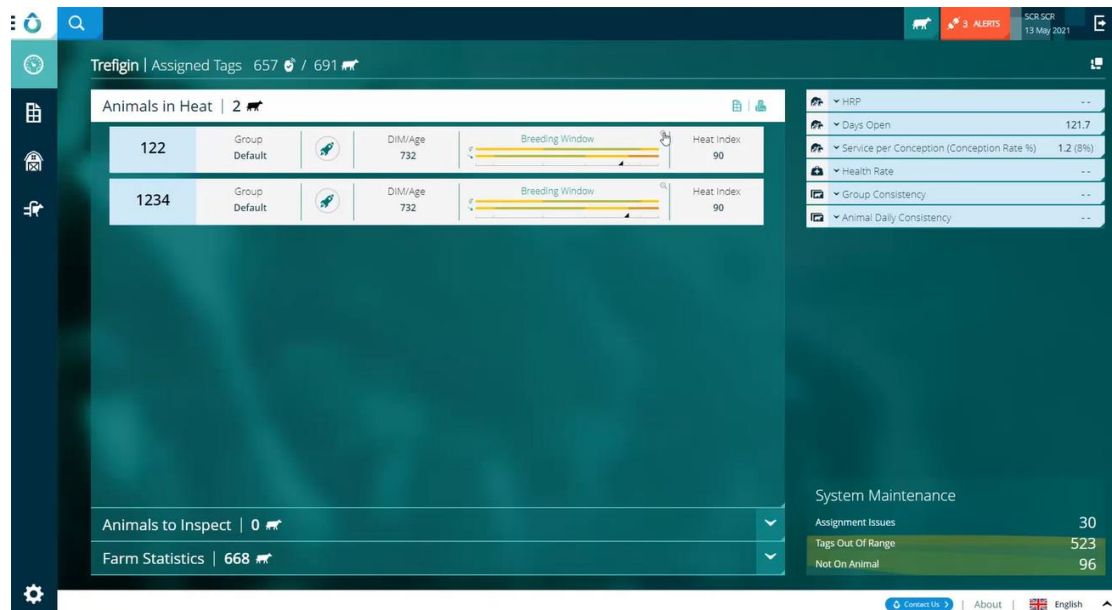 3 ALERTS
SCR SCR
13 May 2021
Trefigin | Assigned Tags 657 / 691
Animals in Heat | 2
122
Group
Default
DIM/Age
732
Breeding Window
Heat Index
90
1234
Group
Default
DIM/Age
732
Breeding Window
Heat Index
90
Animals to Inspect | 0
Farm Statistics | 668
HRP --
Days Open 121.7
Service per Conception (Conception Rate %) 1.2 (8%)
Health Rate --
Group Consistency --
Animal Daily Consistency --
System Maintenance
Assignment Issues 30
Tags Out Of Range 523
Not On Animal 96
Contact Us | About | English